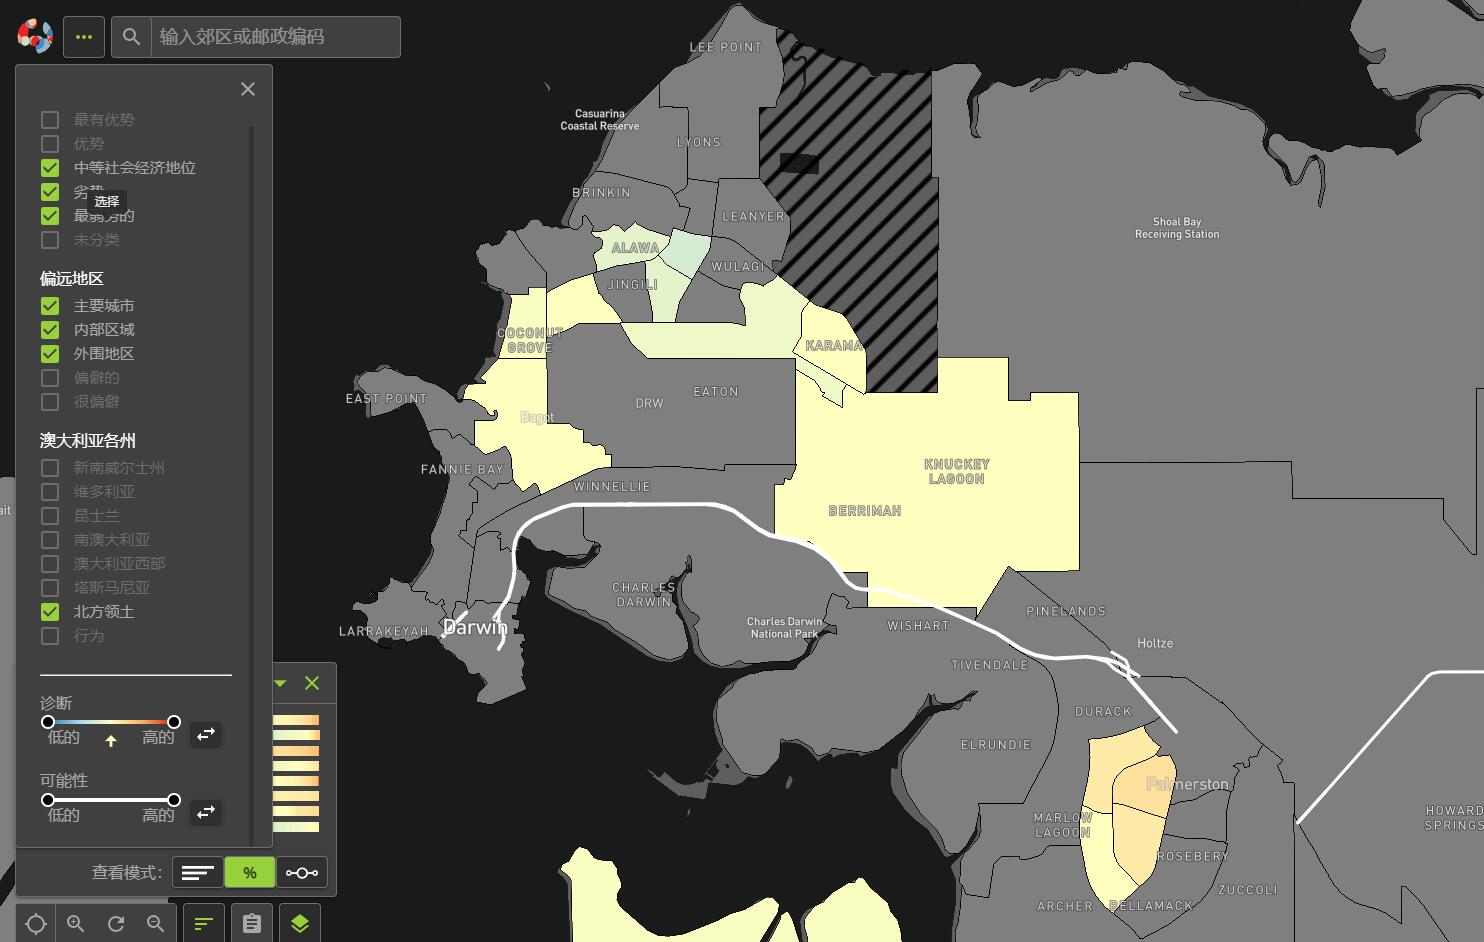 输入郊区或邮政编码
最有优势
优势
中等社会经济地位
劣势
选择
最弱势的
未分类
偏远地区
主要城市
内部区域
外围地区
偏僻的
很偏僻
澳大利亚各州
新南威尔士州
维多利亚
昆士兰
南澳大利亚
澳大利亚西部
塔斯马尼亚
北方领土
行为
诊断
低的
高的
可能性
低的
高的
查看模式：
%
LEE POINT
Casuarina
Coastal Reserve
LYONS
BRINKIN
LEANYER
ALAWA
WULAGI
JINGILI
COCONUT
GROVE
KARAMA
EAST POINT
DRW
EATON
Bagot
FANNIE BAY
WINNELLIE
KNUCKEY
LAGOON
BERRIMAH
Shoal Bay
Receiving Station
CHARLES
DARWIN
Charles Darwin
National Park
LARRAKEYAH
Darwin
WISHART
PINELANDS
Holtze
TIVENDALE
DURACK
ELRUNDIE
Palmerston
MARLOW
LAGOON
ROSEBERY
ZUCCOLI
ARCHER
BELLAMACK
HOWARD
SPRINGS
ait